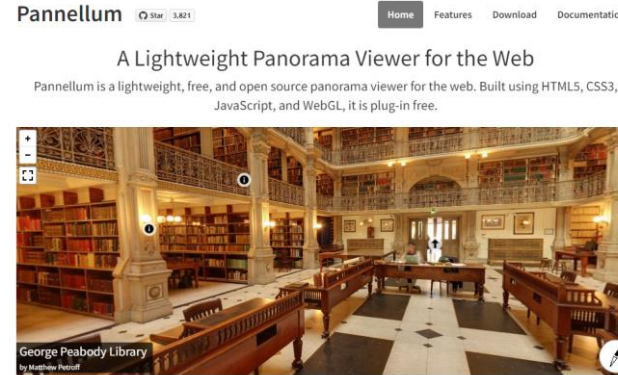 Pannellum
Star 3,821
Home Features Download Documentatio
A Lightweight Panorama Viewer for the Web
Pannellum is a lightweight, free, and open source panorama viewer for the web. Built using HTML5, CSS3,
JavaScript, and WebGL, it is plug-in free.
+
-
George Peabody Library
by Matthew Petroff